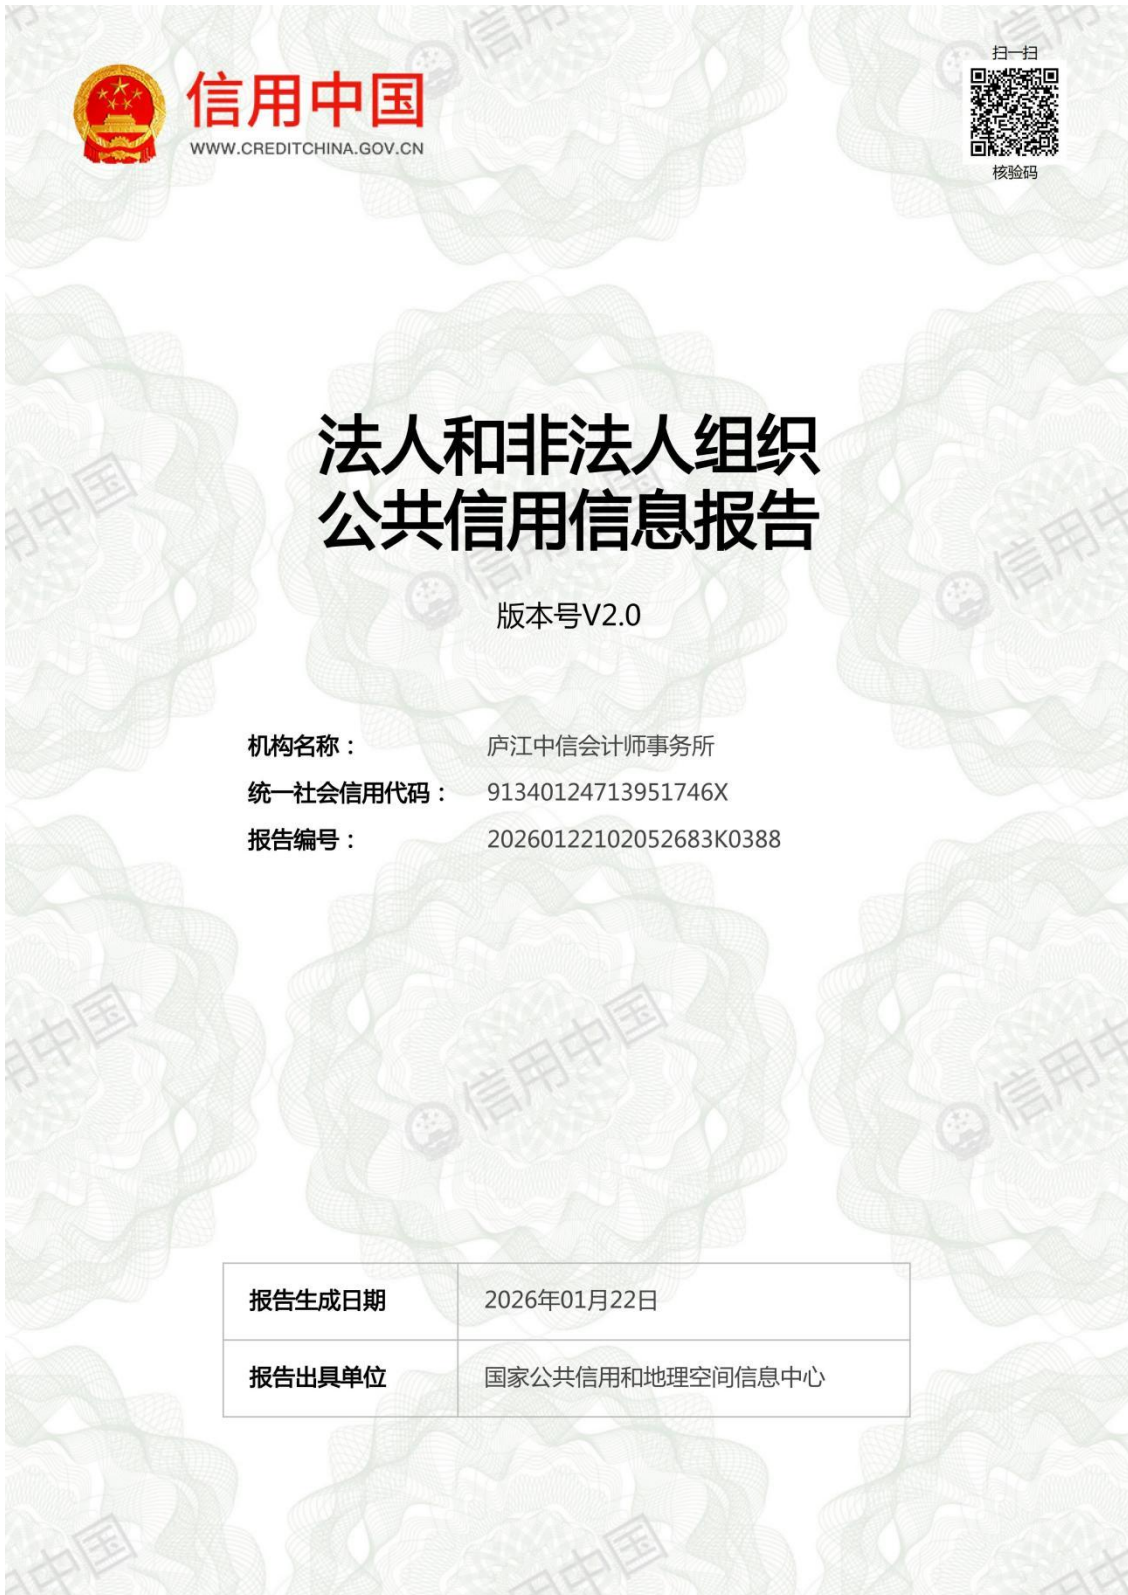 信用中国
WWW.CREDITCHINA.GOV.CN
扫一扫
核验码
法人和非法人组织
公共信用信息报告
版本号V2.0
机构名称： 庐江中信会计师事务所
统一社会信用代码： 91340124713951746X
报告编号： 20260122102052683K0388
报告生成日期 2026年01月22日
报告出具单位 国家公共信用和地理空间信息中心